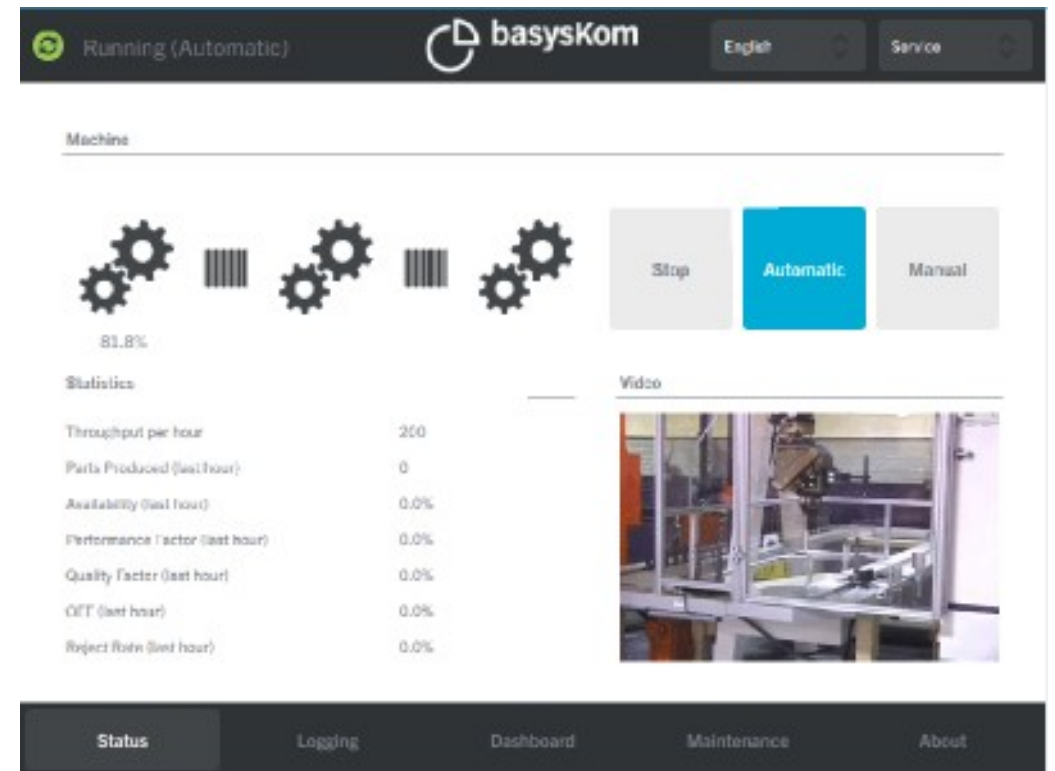 Running (Automatic)
basysKom
English
Service
Machine
Stop
Automatic
Manual
81.8%
Statistics
Video
Throughput per hour 200
Parts Produced (last hour) 0
Availability (last hour) 0.0%
Performance Factor (last hour) 0.0%
Quality Factor (last hour) 0.0%
OEE (last hour) 0.0%
Reject Rate (last hour) 0.0%
Status
Logging
Dashboard
Maintenance
About